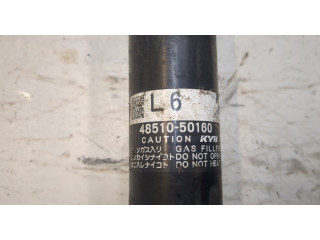 L 6
48510-50160
CAUTION KYB
ガス入り GAS FILLED
DO NOT OPEN
DO NOT HEAT